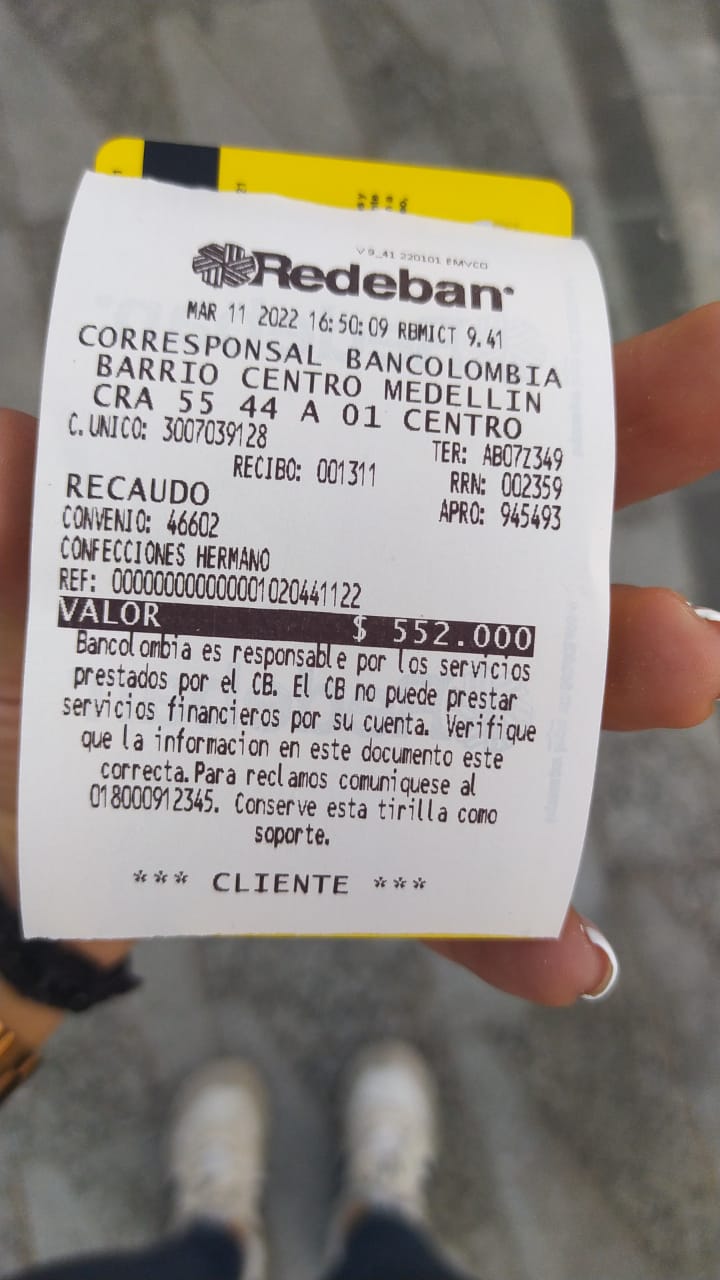 V9_41 220101 EMVCO
Redeban
MAR 11 2022 16:50:09 RBMICT 9.41
CORRESPONSAL BANCOLOMBIA
BARRIO CENTRO MEDELLIN
CRA 55 44 A 01 CENTRO
C. UNICO: 3007039128 TER: AB07Z349
RECIBO: 001311 RRN: 002359
RECAUDO APRO: 945493
CONVENIO: 46602
CONFECCIONES HERMANO
REF: 000000000000001020441122
VALOR $ 552.000
Bancolombia es responsable por los servicios
prestados por el CB. El CB no puede prestar
servicios financieros por su cuenta. Verifique
que la informacion en este documento este
correcta.Para reclamos comuniquese al
018000912345. Conserve esta tirilla como
soporte.
*** CLIENTE ***